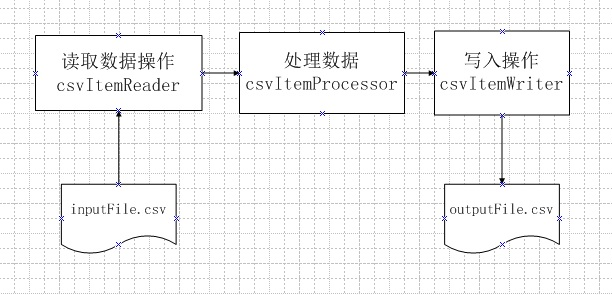 读取数据操作
csvItemReader
处理数据
csvItemProcessor
写入操作
csvItemWriter
inputFile.csv
outputFile.csv